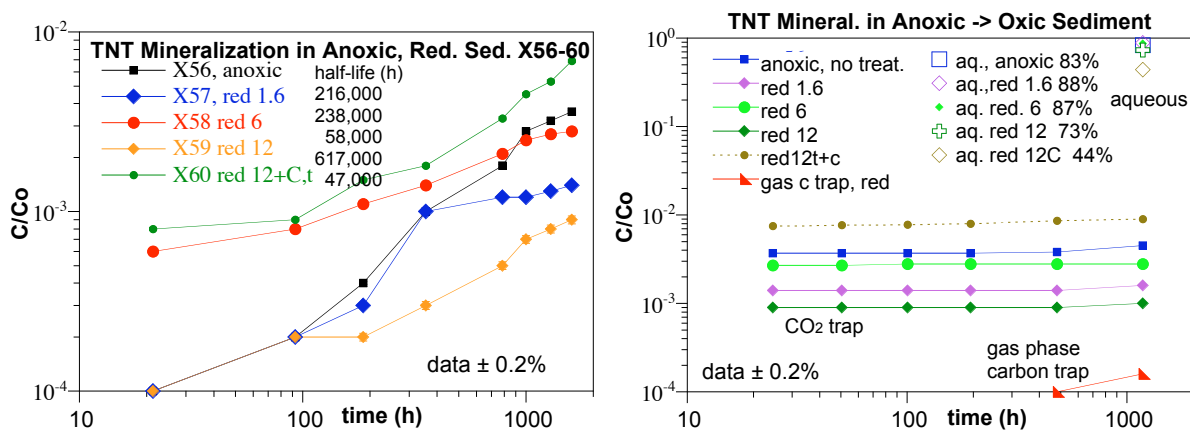 TNT Mineralization in Anoxic, Red. Sed. X56-60
X56, anoxic
X57, red 1.6
X58 red 6
X59 red 12
X60 red 12+C,t
half-life (h)
216,000
238,000
58,000
617,000
47,000
C/Co
10-2
10-3
10-4
data ± 0.2%
10
100
1000
time (h)
TNT Mineral. in Anoxic -> Oxic Sediment
anoxic, no treat.
red 1.6
red 6
red 12
red12t+c
gas c trap, red
aq., anoxic 83%
aq.,red 1.6 88%
aq. red. 6 87%
aq. red 12 73%
aq. red 12C 44%
aqueous
C/Co
100
10-1
10-2
10-3
10-4
CO2 trap
gas phase
carbon trap
data ± 0.2%
10
100
1000
time (h)